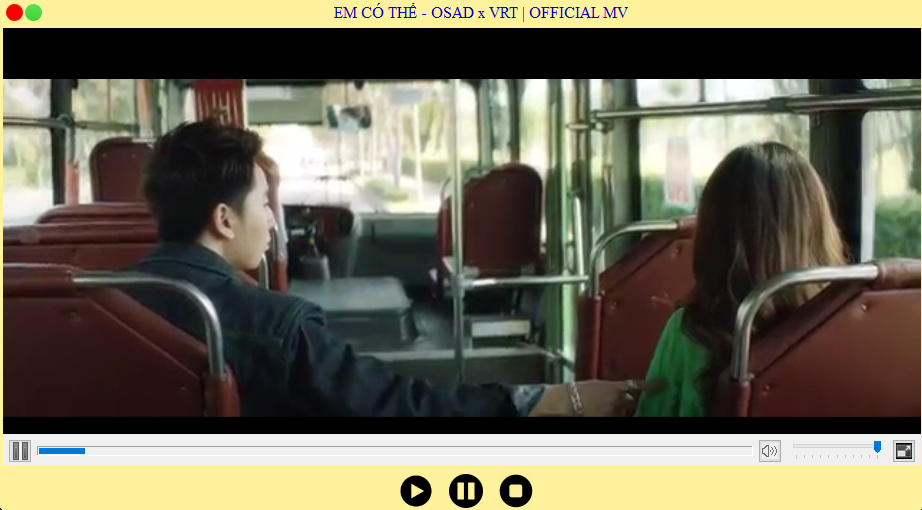 EM CÓ THỂ - OSAD x VRT | OFFICIAL MV